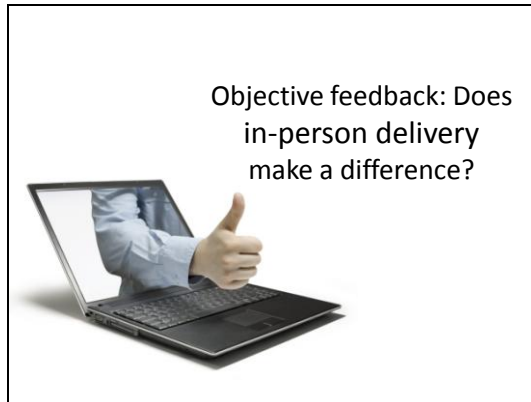 Objective feedback: Does
in-person delivery
make a difference?